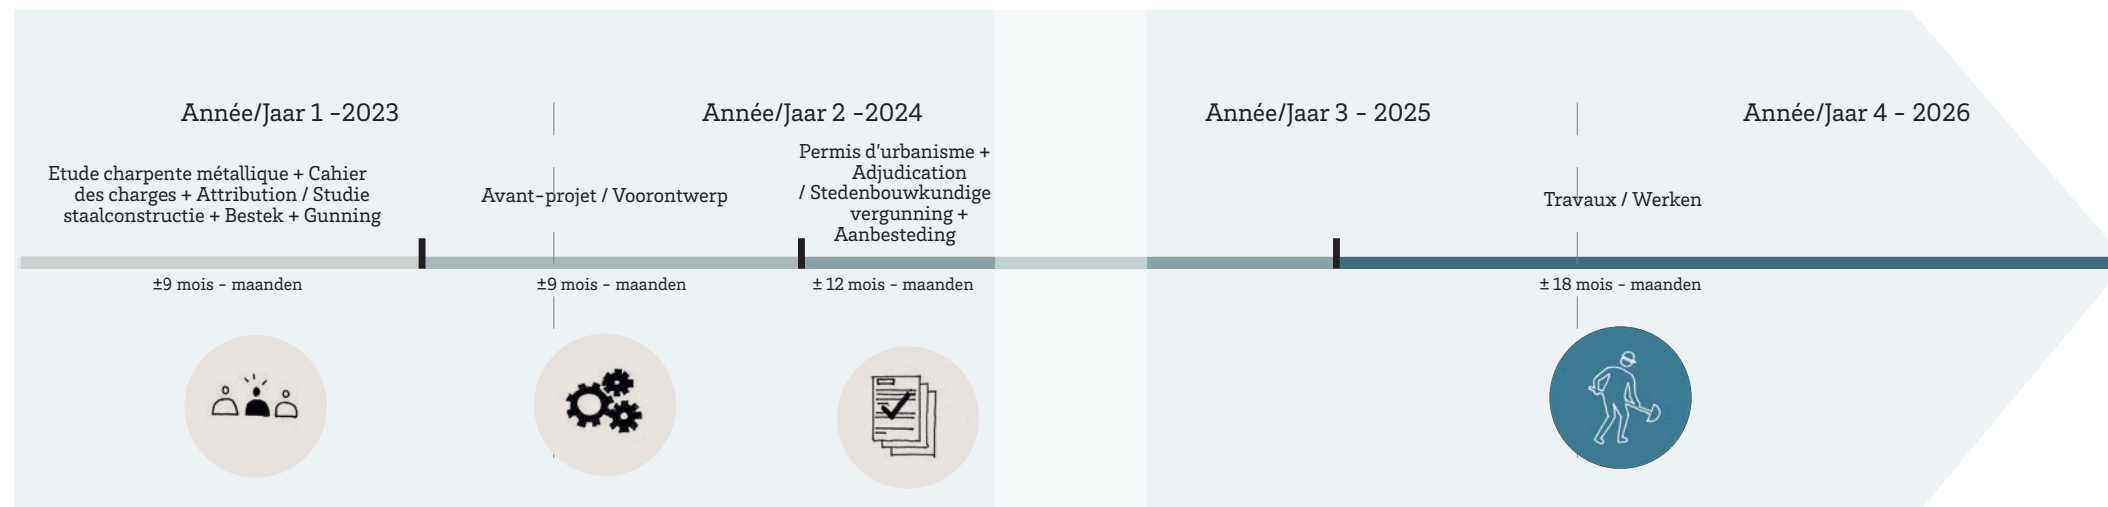 Année/Jaar 1 -2023
Année/Jaar 2 -2024
Année/Jaar 3 - 2025
Année/Jaar 4 - 2026
Etude charpente métallique + Cahier
des charges + Attribution / Studie
staalconstructie + Bestek + Gunning
Avant-projet / Voorontwerp
Permis d'urbanisme +
Adjudication
/ Stedenbouwkundige
vergunning +
Aanbesteding
Travaux / Werken
±9 mois - maanden
±9 mois - maanden
± 12 mois - maanden
± 18 mois - maanden